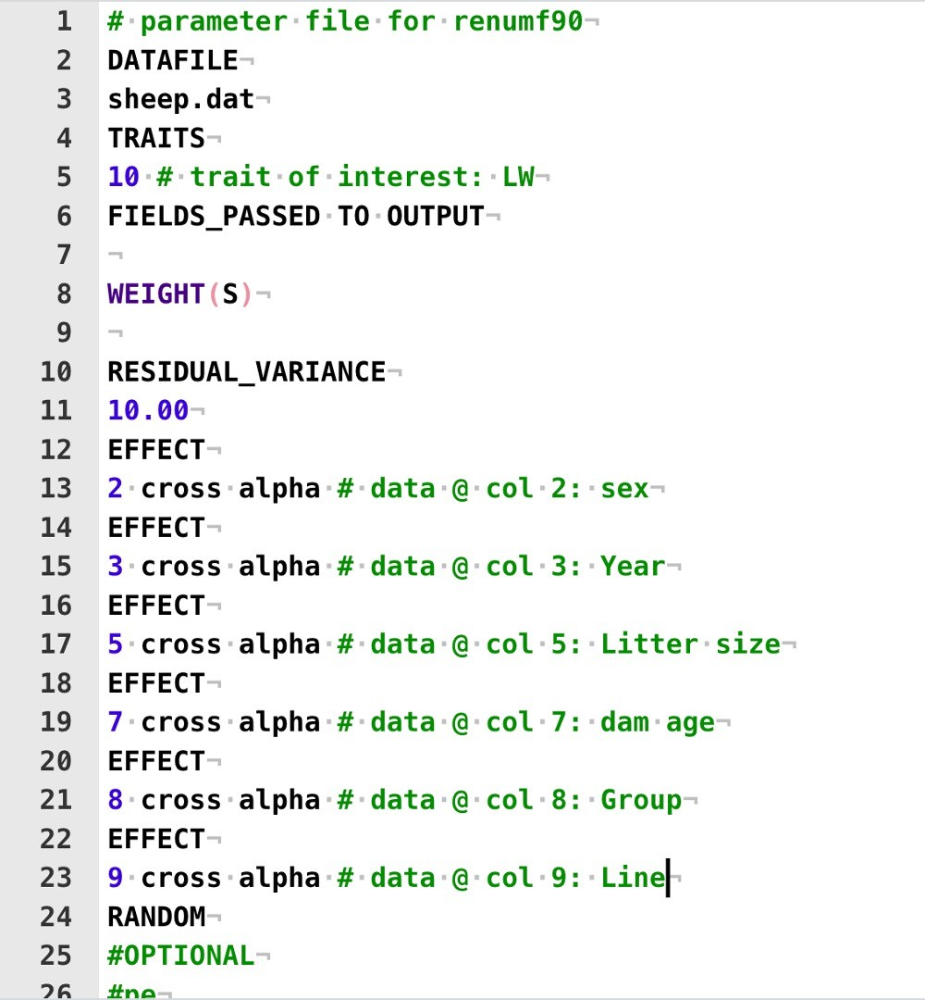 1 # parameter file for renumf90¬
2 DATAFILE¬
3 sheep.dat¬
4 TRAITS¬
5 10 # trait of interest: LW¬
6 FIELDS_PASSED TO OUTPUT¬
7 ¬
8 WEIGHT(S)¬
9 ¬
10 RESIDUAL_VARIANCE¬
11 10.00¬
12 EFFECT¬
13 2 cross alpha # data @ col 2: sex¬
14 EFFECT¬
15 3 cross alpha # data @ col 3: Year¬
16 EFFECT¬
17 5 cross alpha # data @ col 5: Litter size¬
18 EFFECT¬
19 7 cross alpha # data @ col 7: dam age¬
20 EFFECT¬
21 8 cross alpha # data @ col 8: Group¬
22 EFFECT¬
23 9 cross alpha # data @ col 9: Line¬
24 RANDOM¬
25 #OPTIONAL¬
26 #pe¬